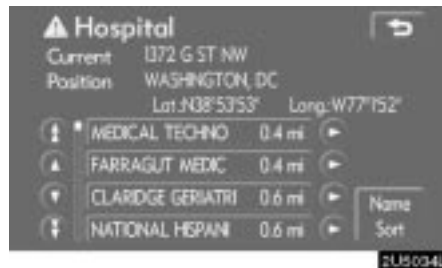 Hospital
Current 1372 G ST NW
Position WASHINGTON, DC
Lat.:N38°53'53" Long.:W77°1'52"
MEDICAL TECHNO 0.4 mi
FARRAGUT MEDIC 0.4 mi
CLARIDGE GERIATRI 0.6 mi
NATIONAL HISPANI 0.6 mi
Name
Sort
2U5034